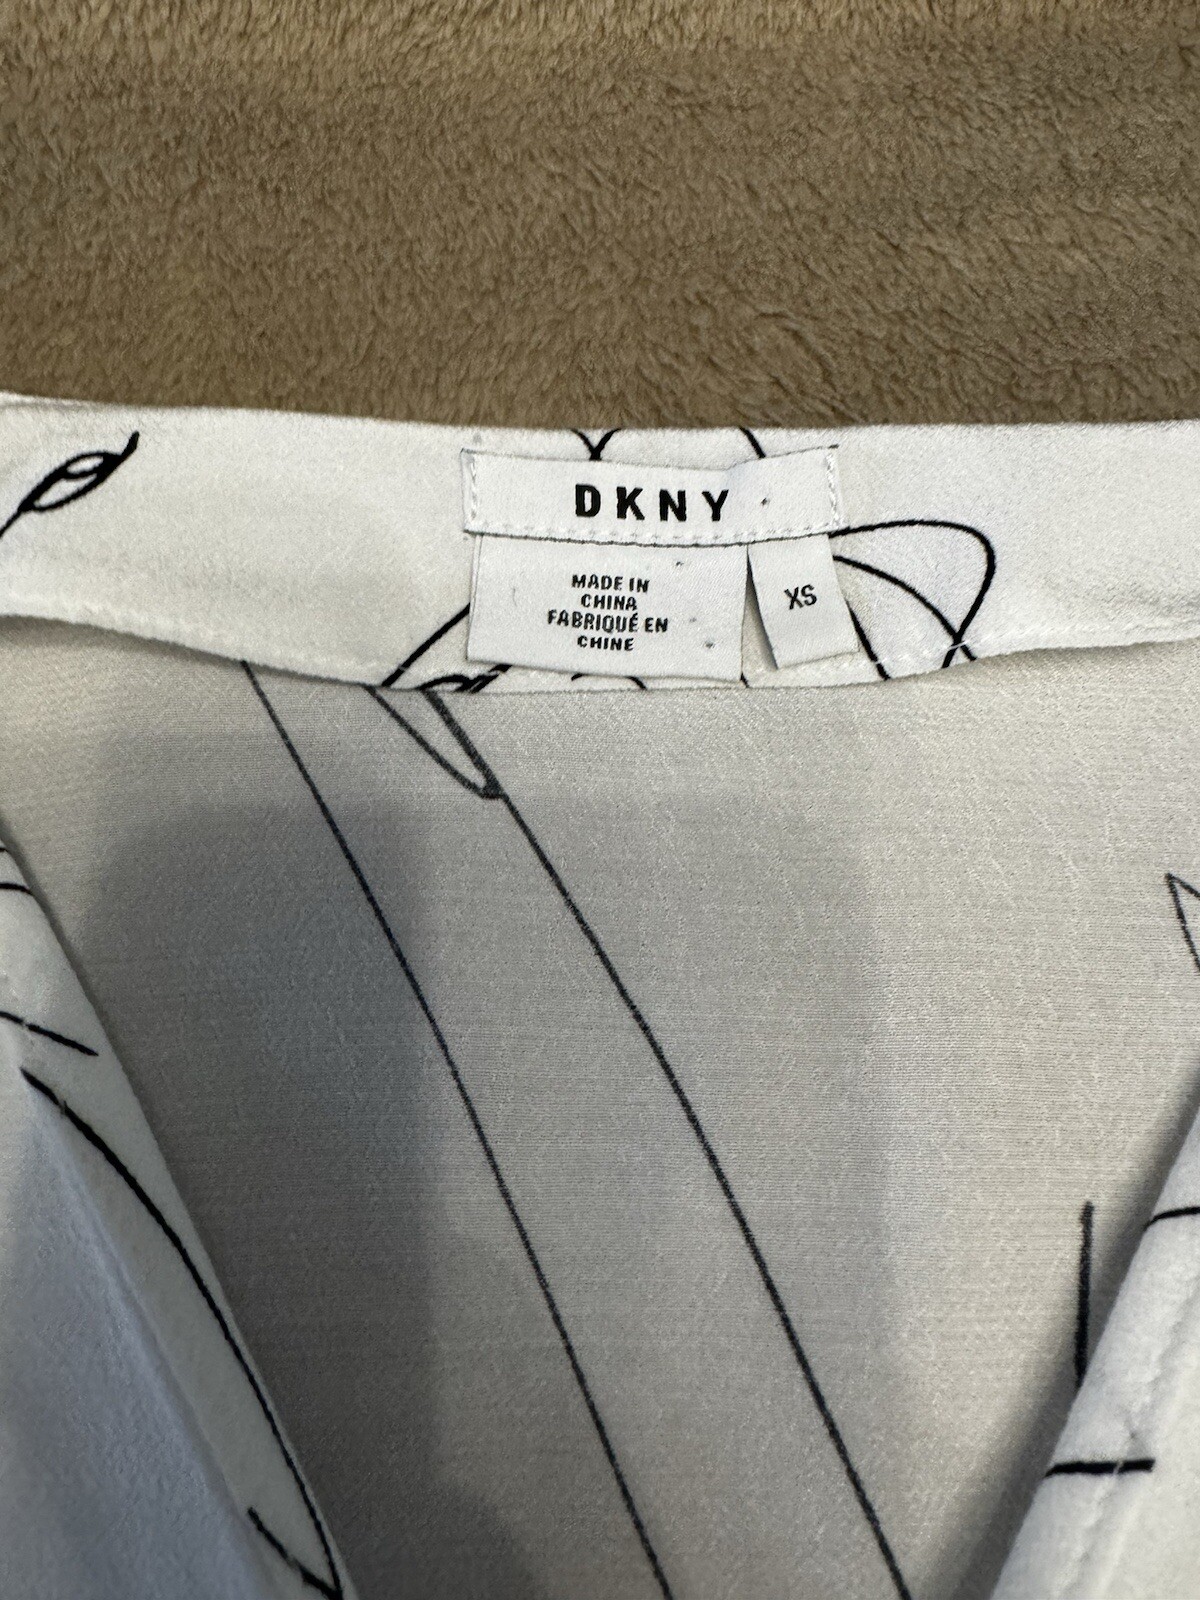 DKNY
MADE IN
CHINA
FABRIQUÉ EN
CHINE
XS